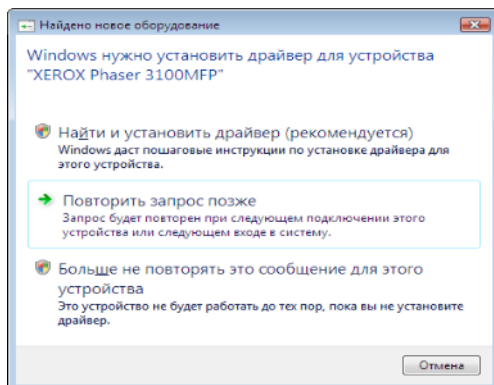 Найдено новое оборудование
Windows нужно установить драйвер для устройства
"XEROX Phaser 3100MFP"
Найти и установить драйвер (рекомендуется)
Windows даст пошаговые инструкции по установке драйвера для
этого устройства.
Повторить запрос позже
Запрос будет повторен при следующем подключении этого
устройства или следующем входе в систему.
Больше не повторять это сообщение для этого
устройства
Это устройство не будет работать до тех пор, пока вы не установите
драйвер.
Отмена